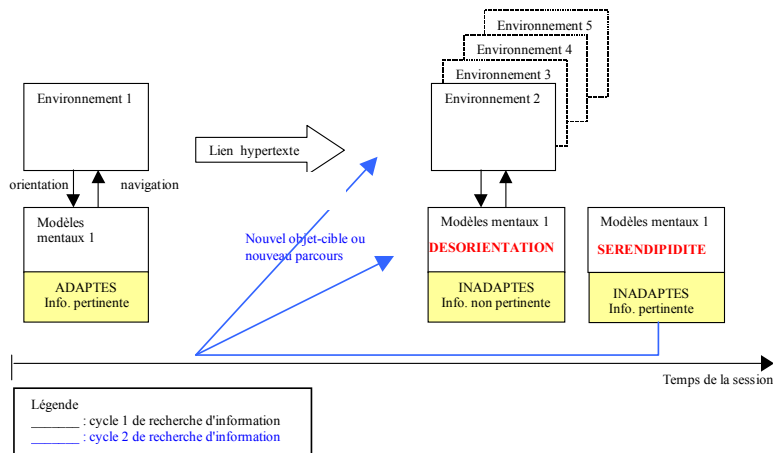 Environnement 5
Environnement 4
Environnement 3
Environnement 1
Environnement 2
Lien hypertexte
orientation
navigation
Modèles
mentaux 1
Nouvel objet-cible ou
nouveau parcours
Modèles mentaux 1
DESORIENTATION
Modèles mentaux 1
SERENDIPIDITE
ADAPTES
Info. pertinente
INADAPTES
Info. non pertinente
INADAPTES
Info. pertinente
Temps de la session
Légende
_______ : cycle 1 de recherche d'information
_______ : cycle 2 de recherche d'information